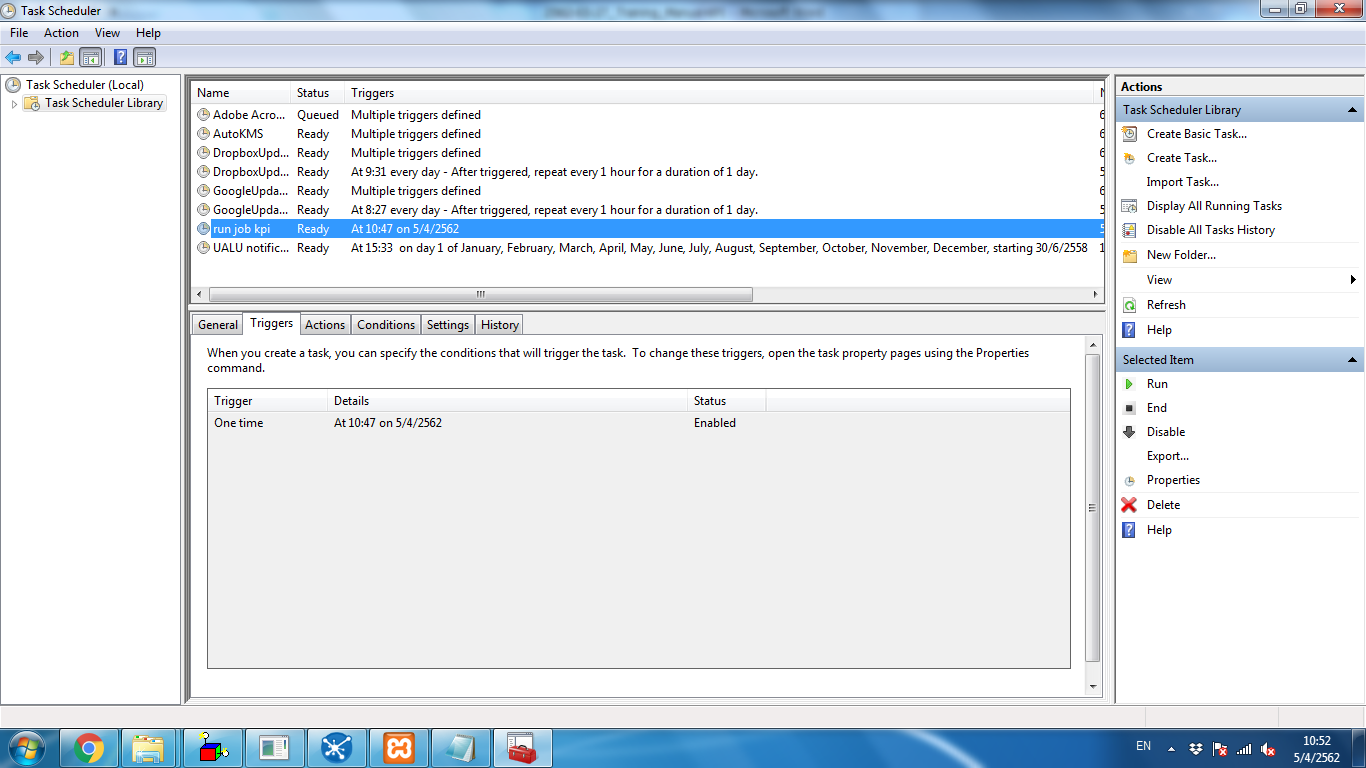 Task Scheduler
File Action View Help
Task Scheduler (Local)
Task Scheduler Library
Name Status Triggers
Adobe Acro... Queued Multiple triggers defined 6
AutoKMS Ready Multiple triggers defined 6
DropboxUpd... Ready Multiple triggers defined 6
DropboxUpd... Ready At 9:31 every day - After triggered, repeat every 1 hour for a duration of 1 day. 5
GoogleUpda... Ready Multiple triggers defined 6
GoogleUpda... Ready At 8:27 every day - After triggered, repeat every 1 hour for a duration of 1 day. 5
run job kpi Ready At 10:47 on 5/4/2562 5
UALU notific... Ready At 15:33 on day 1 of January, February, March, April, May, June, July, August, September, October, November, December, starting 30/6/2558 1
General Triggers Actions Conditions Settings History
When you create a task, you can specify the conditions that will trigger the task. To change these triggers, open the task property pages using the Properties
command.
Trigger Details Status
One time At 10:47 on 5/4/2562 Enabled
Actions
Task Scheduler Library
Create Basic Task...
Create Task...
Import Task...
Display All Running Tasks
Disable All Tasks History
New Folder...
View
Refresh
Help
Selected Item
Run
End
Disable
Export...
Properties
Delete
Help
EN
10:52
5/4/2562